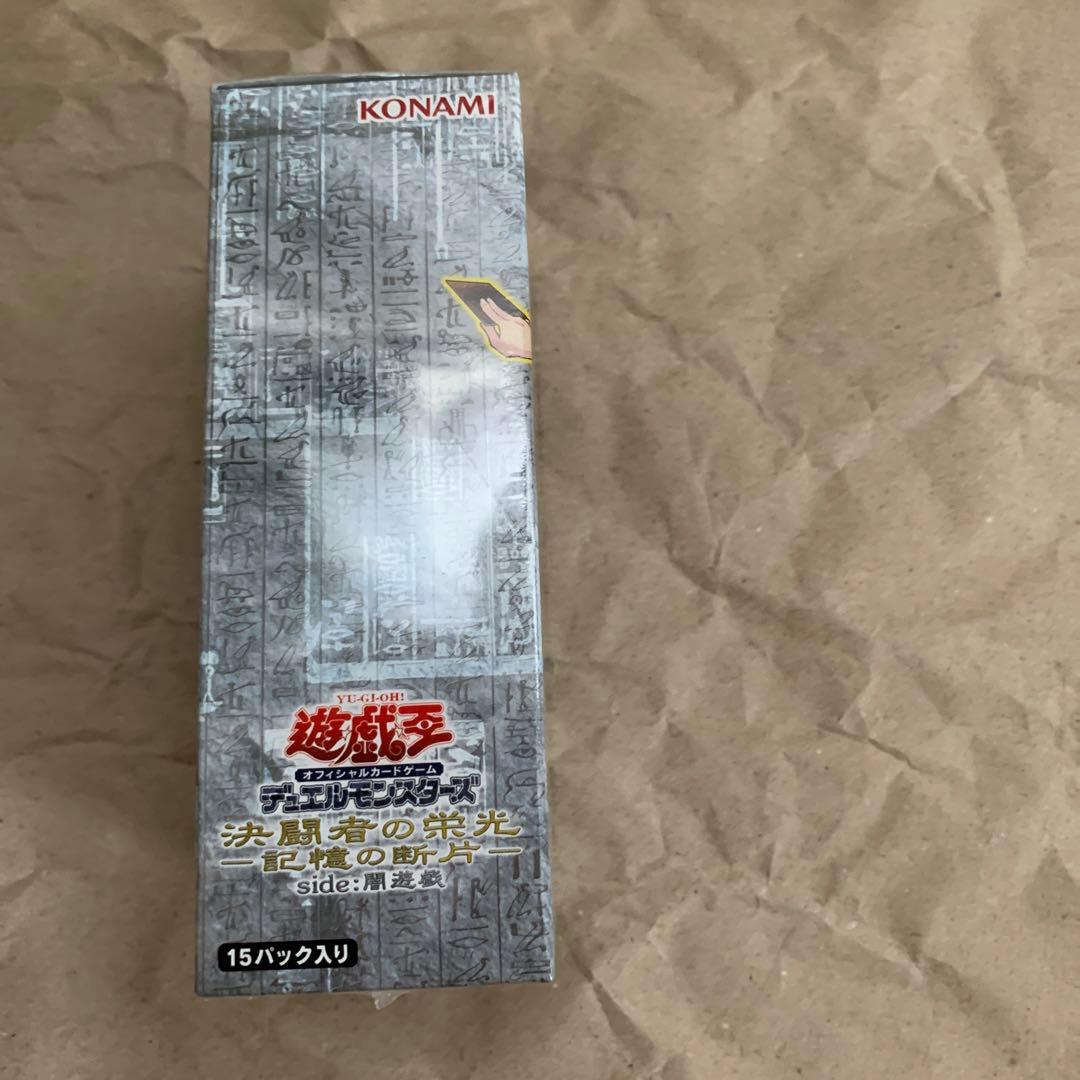 KONAMI
YU-GI-OH!
遊戯王
オフィシャルカードゲーム
デュエルモンスターズ
決闘者の栄光
ー記憶の断片ー
side:闇遊戯
15パック入り